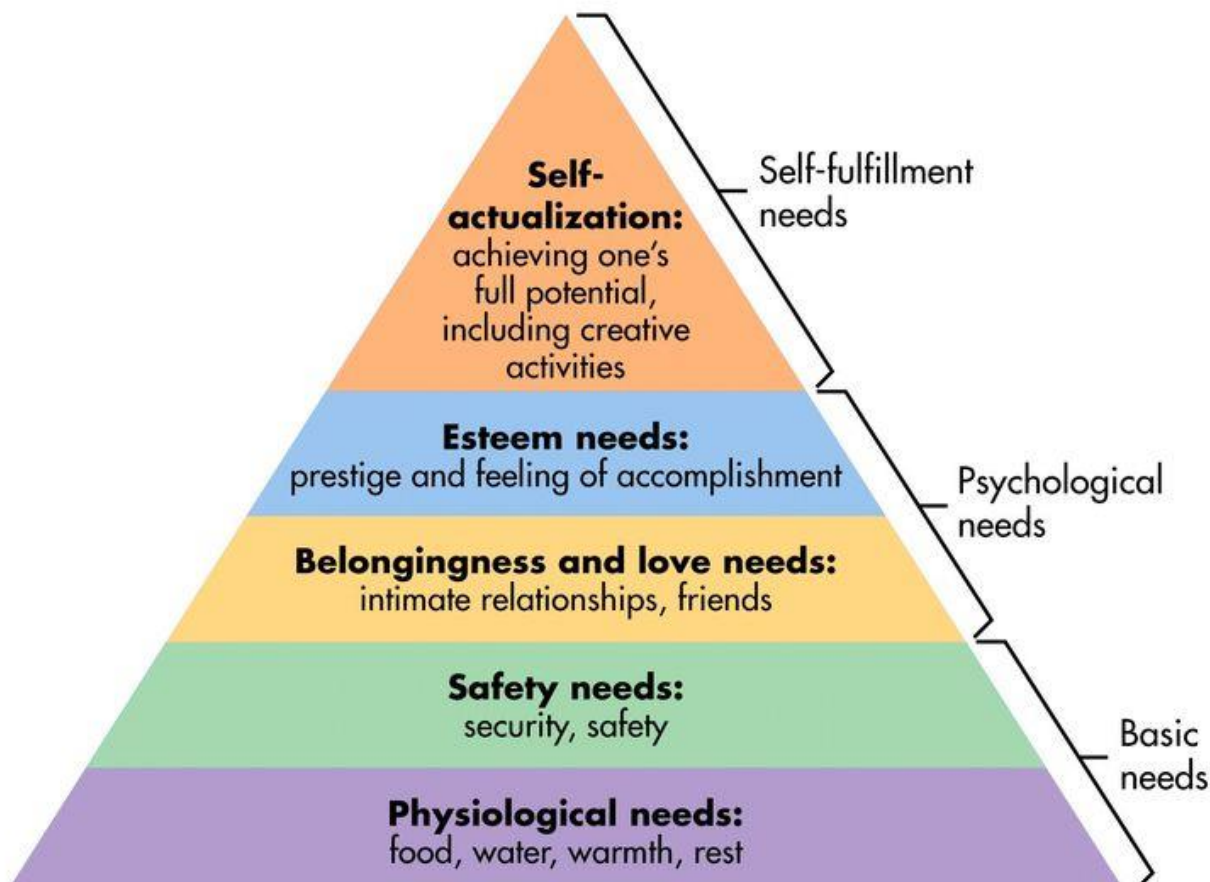 Self-
actualization:
achieving one's
full potential,
including creative
activities
Self-fulfillment
needs
Esteem needs:
prestige and feeling of accomplishment
Psychological
needs
Belongingness and love needs:
intimate relationships, friends
Safety needs:
security, safety
Basic
needs
Physiological needs:
food, water, warmth, rest